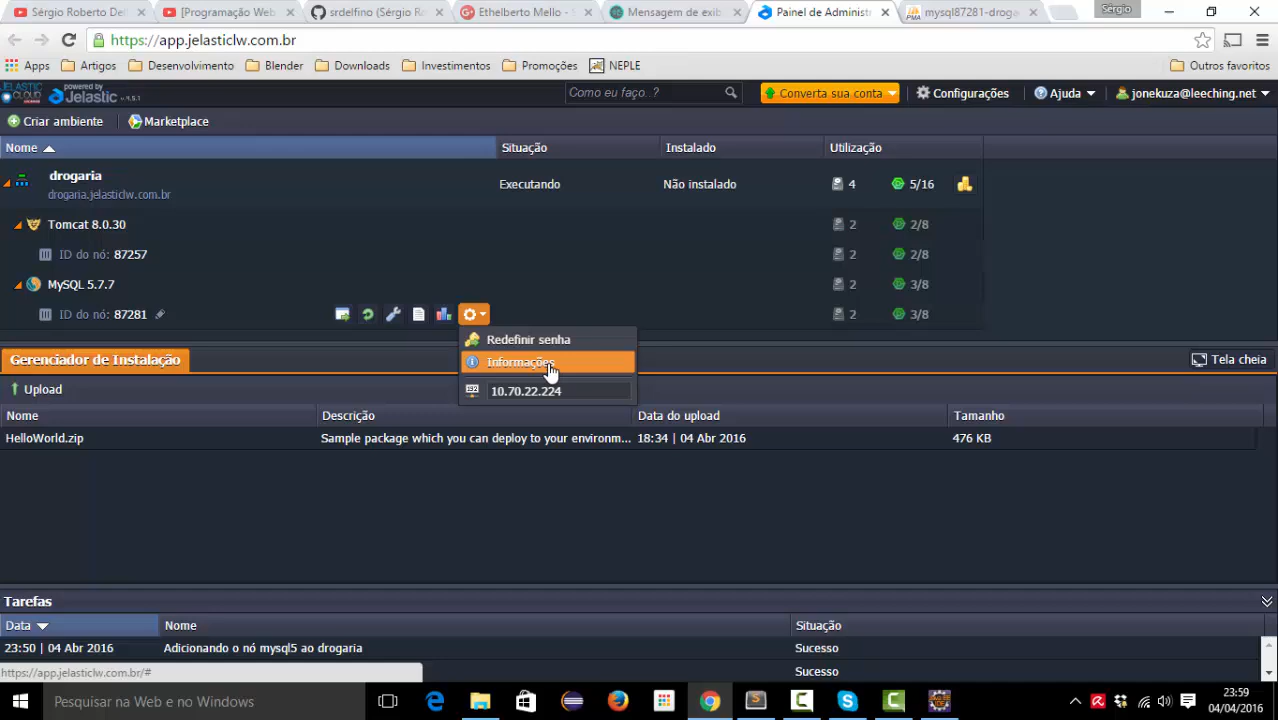 Sérgio Roberto Del
[Programação Web
srdelfino (Sérgio Ro
Ethelberto Mello - S
Mensagem de exib
Painel de Administ
mysql87281-droga
Sérgio
https://app.jelasticlw.com.br
Apps
Artigos
Desenvolvimento
Blender
Downloads
Investimentos
Promoções
NEPLE
Outros favoritos
powered by
Jelastic v. 4.5.1
Como eu faço..?
Converta sua conta
Configurações
Ajuda
jonekuza@leeching.net
Criar ambiente
Marketplace
Nome
Situação
Instalado
Utilização
drogaria
drogaria.jelasticlw.com.br
Executando
Não instalado
4
5/16
Tomcat 8.0.30
2
2/8
ID do nó: 87257
2
2/8
MySQL 5.7.7
2
3/8
ID do nó: 87281
2
3/8
Redefinir senha
Informações
10.70.22.224
Gerenciador de Instalação
Tela cheia
Upload
Nome
Descrição
Data do upload
Tamanho
HelloWorld.zip
Sample package which you can deploy to your environm...
18:34 | 04 Abr 2016
476 KB
Tarefas
Data
Nome
Situação
23:50 | 04 Abr 2016
Adicionando o nó mysql5 ao drogaria
Sucesso
https://app.jelasticlw.com.br/#
Sucesso
Pesquisar na Web e no Windows
23:59
04/04/2016